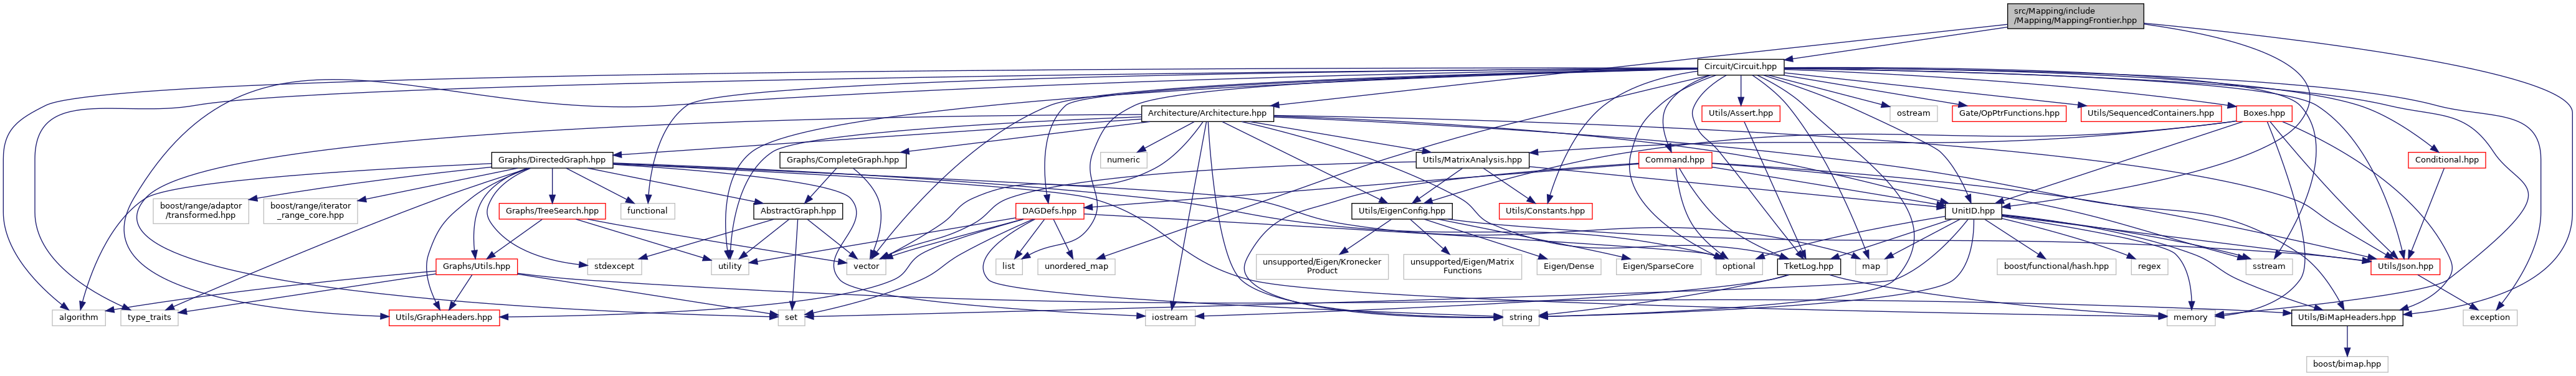 src/Mapping/include
/Mapping/MappingFrontier.hpp
Circuit/Circuit.hpp
Architecture/Architecture.hpp
Utils/Assert.hpp
ostream
Gate/OpPtrFunctions.hpp
Utils/SequencedContainers.hpp
Boxes.hpp
Graphs/DirectedGraph.hpp
Graphs/CompleteGraph.hpp
numeric
Utils/MatrixAnalysis.hpp
Command.hpp
Conditional.hpp
boost/range/adaptor
/transformed.hpp
boost/range/iterator
_range_core.hpp
Graphs/TreeSearch.hpp
functional
AbstractGraph.hpp
DAGDefs.hpp
Utils/EigenConfig.hpp
Utils/Constants.hpp
UnitID.hpp
Graphs/Utils.hpp
stdexcept
utility
vector
list
unordered_map
unsupported/Eigen/Kronecker
Product
unsupported/Eigen/Matrix
Functions
Eigen/Dense
Eigen/SparseCore
optional
TketLog.hpp
map
boost/functional/hash.hpp
regex
sstream
Utils/Json.hpp
algorithm
type_traits
Utils/GraphHeaders.hpp
set
iostream
string
memory
Utils/BiMapHeaders.hpp
exception
boost/bimap.hpp